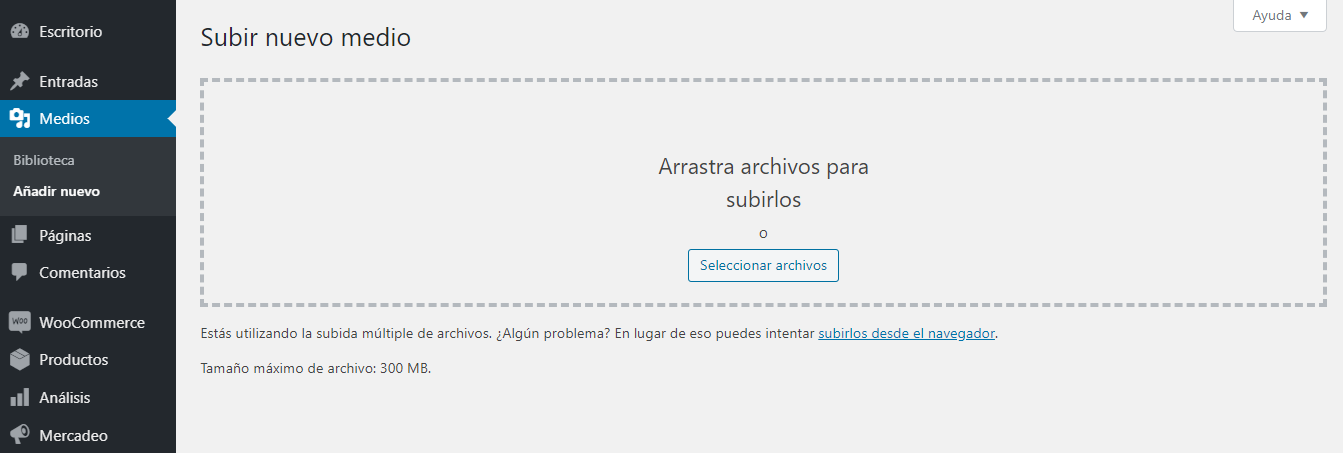 Escritorio
Entradas
Medios
Biblioteca
Añadir nuevo
Páginas
Comentarios
WOO WooCommerce
Productos
Análisis
Mercadeo
Ayuda
Subir nuevo medio
Arrastra archivos para
subirlos
o
Seleccionar archivos
Estás utilizando la subida múltiple de archivos. ¿Algún problema? En lugar de eso puedes intentar subirlos desde el navegador.
Tamaño máximo de archivo: 300 MB.